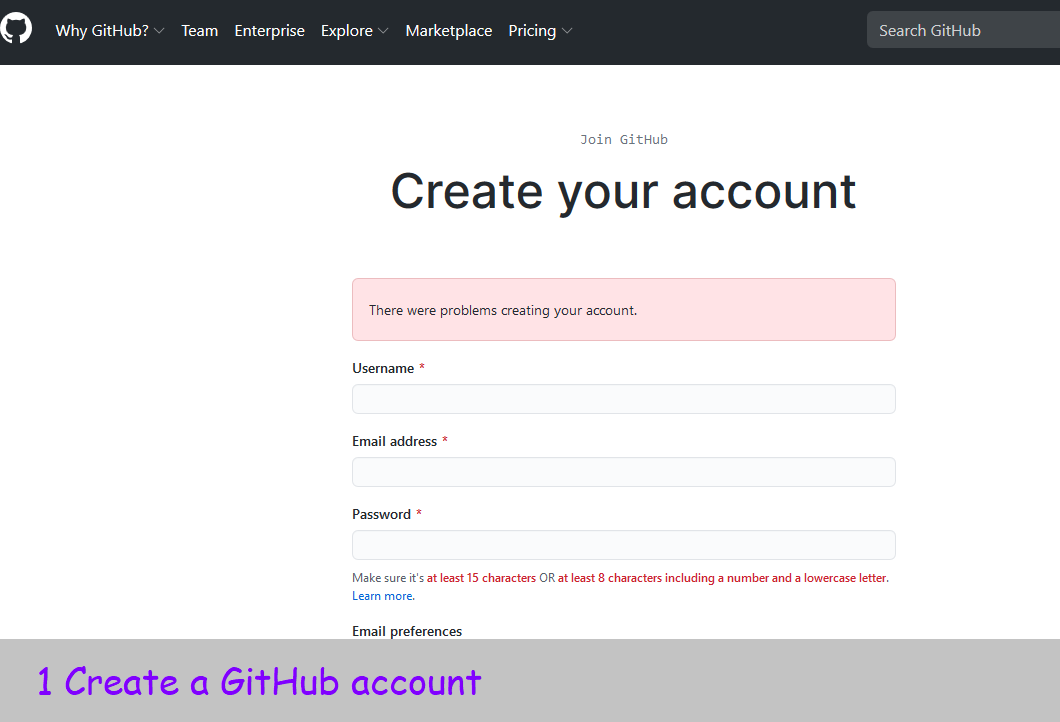 Why GitHub? Team Enterprise Explore Marketplace Pricing Search GitHub
Join GitHub
Create your account
There were problems creating your account.
Username *
Email address *
Password *
Make sure it's at least 15 characters OR at least 8 characters including a number and a lowercase letter.
Learn more.
Email preferences
1 Create a GitHub account